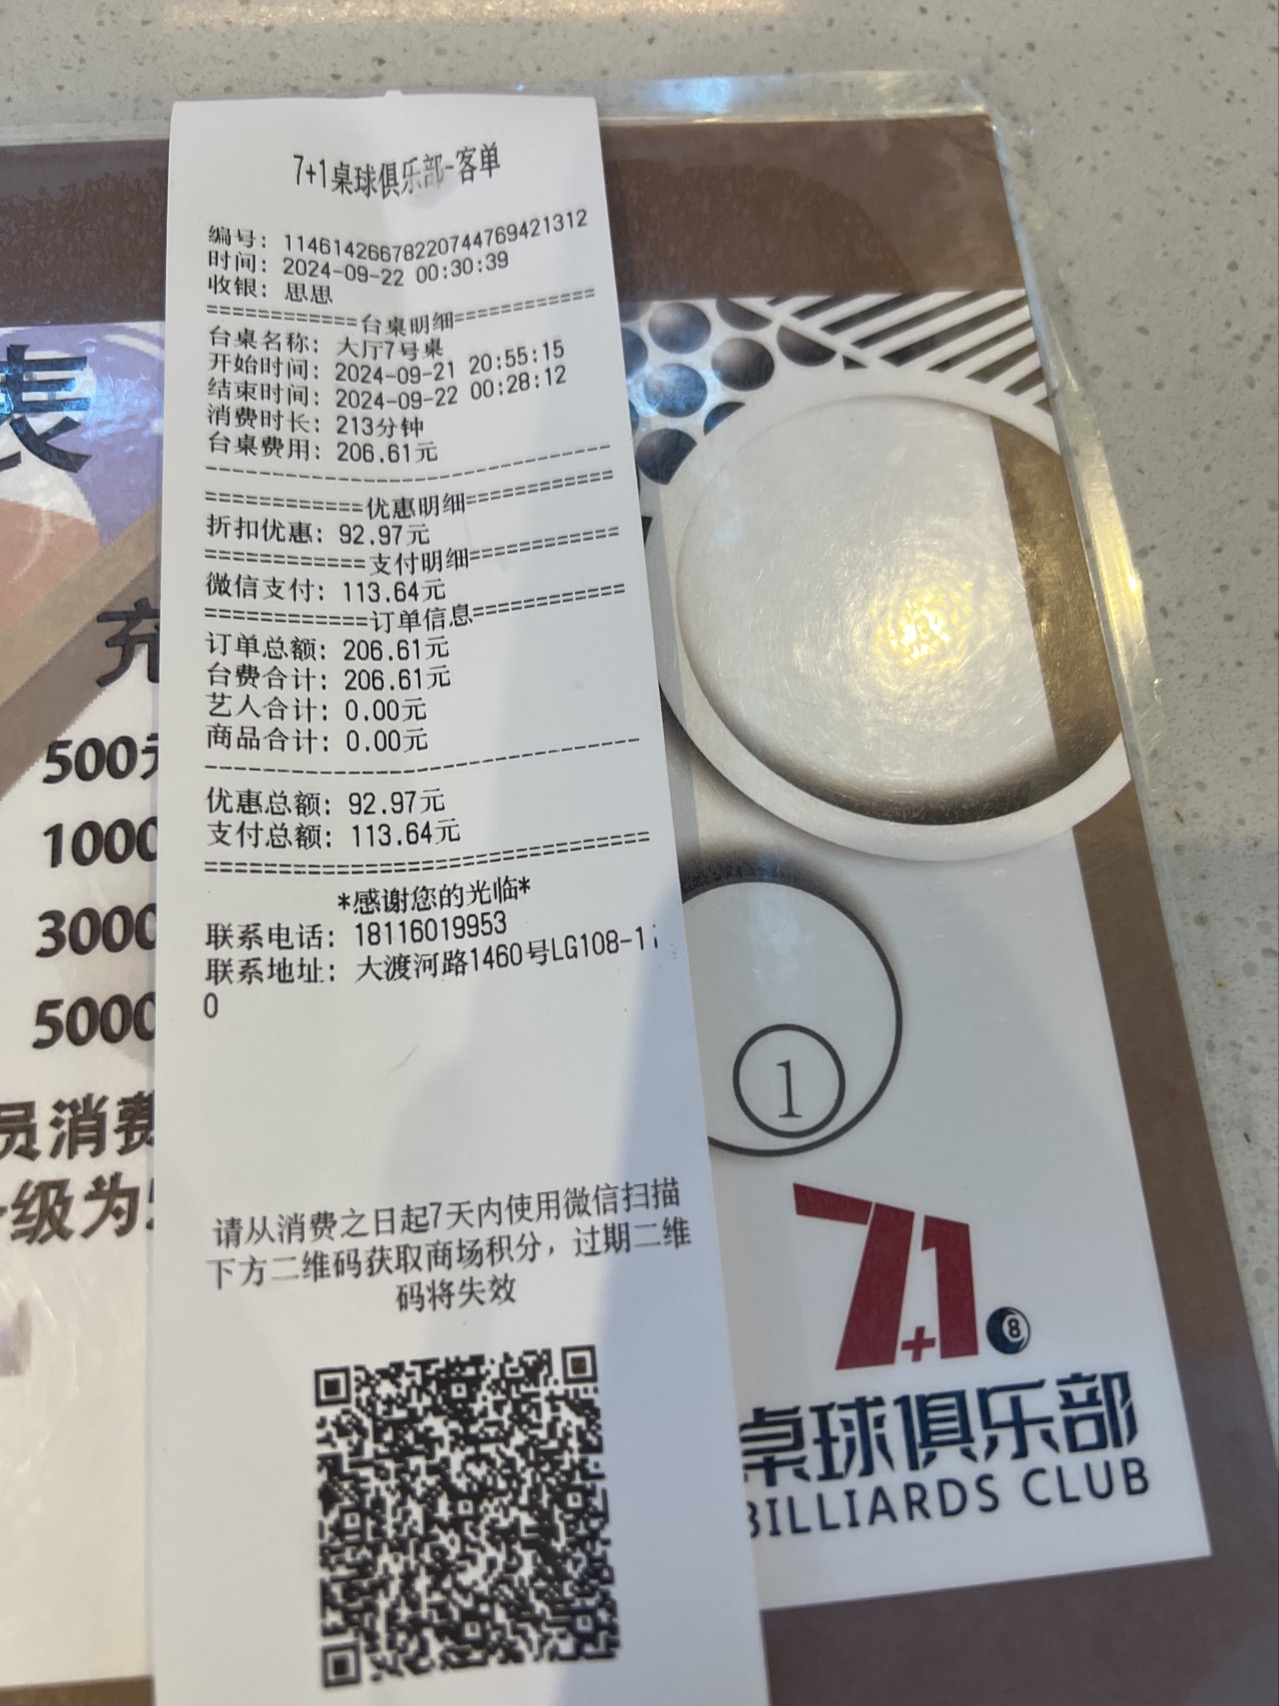 7+1桌球俱乐部-客单
编号: 1146142667822074476942​1312
时间: 2024-09-22 00:30:39
收银: 思思
============台桌明细============
台桌名称: 大厅7号桌
开始时间: 2024-09-21 20:55:15
结束时间: 2024-09-22 00:28:12
消费时长: 213分钟
台桌费用: 206.61元
--------------------------------
============优惠明细============
折扣优惠: 92.97元
============支付明细============
微信支付: 113.64元
============订单信息============
订单总额: 206.61元
台费合计: 206.61元
艺人合计: 0.00元
商品合计: 0.00元
--------------------------------
优惠总额: 92.97元
支付总额: 113.64元
================================
*感谢您的光临*
联系电话: 18116019953
联系地址: 大渡河路1460号LG108-1
0
请从消费之日起7天内使用微信扫描
下方二维码获取商场积分，过期二维
码将失效
表
充
500元
1000
3000
5000
员消费
级为
1
7+1 8
桌球俱乐部
BILLIARDS CLUB